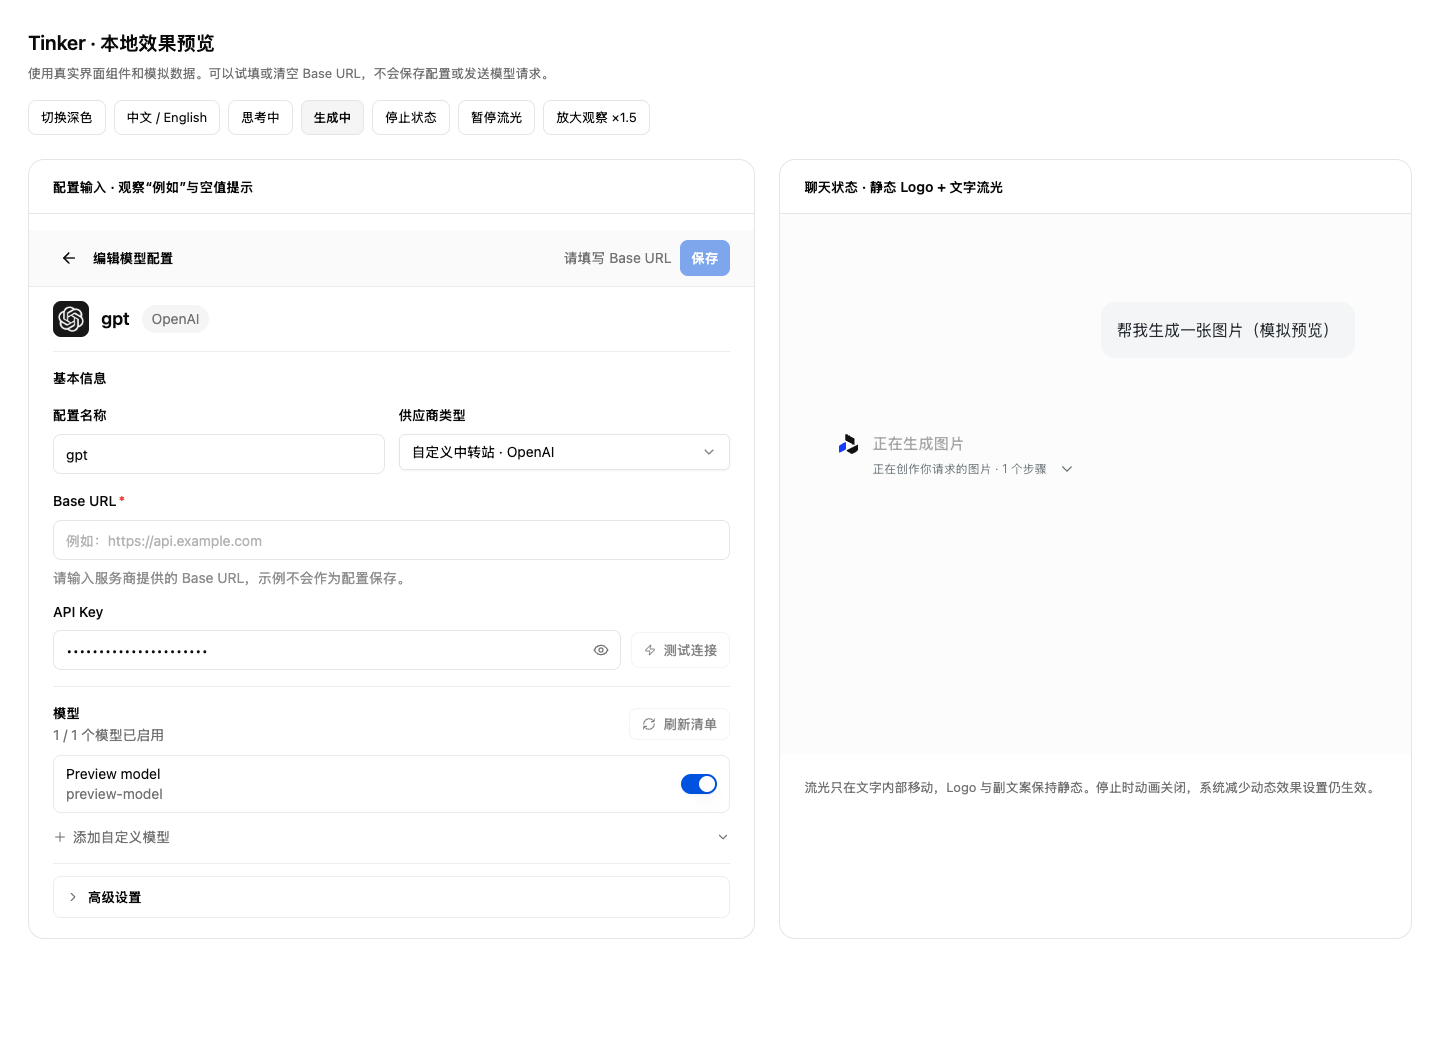 Tinker · 本地效果预览
使用真实界面组件和模拟数据。可以试填或清空 Base URL，不会保存配置或发送模型请求。
切换深色
中文 / English
思考中
生成中
停止状态
暂停流光
放大观察 ×1.5
配置输入 · 观察“例如”与空值提示
编辑模型配置
请填写 Base URL
保存
gpt
OpenAI
基本信息
配置名称
供应商类型
gpt
自定义中转站 · OpenAI
Base URL *
例如：https://api.example.com
请输入服务商提供的 Base URL，示例不会作为配置保存。
API Key
••••••••••••••••••••••
测试连接
模型
1 / 1 个模型已启用
刷新清单
Preview model
preview-model
添加自定义模型
高级设置
聊天状态 · 静态 Logo + 文字流光
帮我生成一张图片（模拟预览）
正在生成图片
正在创作你请求的图片 · 1 个步骤
流光只在文字内部移动，Logo 与副文案保持静态。停止时动画关闭，系统减少动态效果设置仍生效。